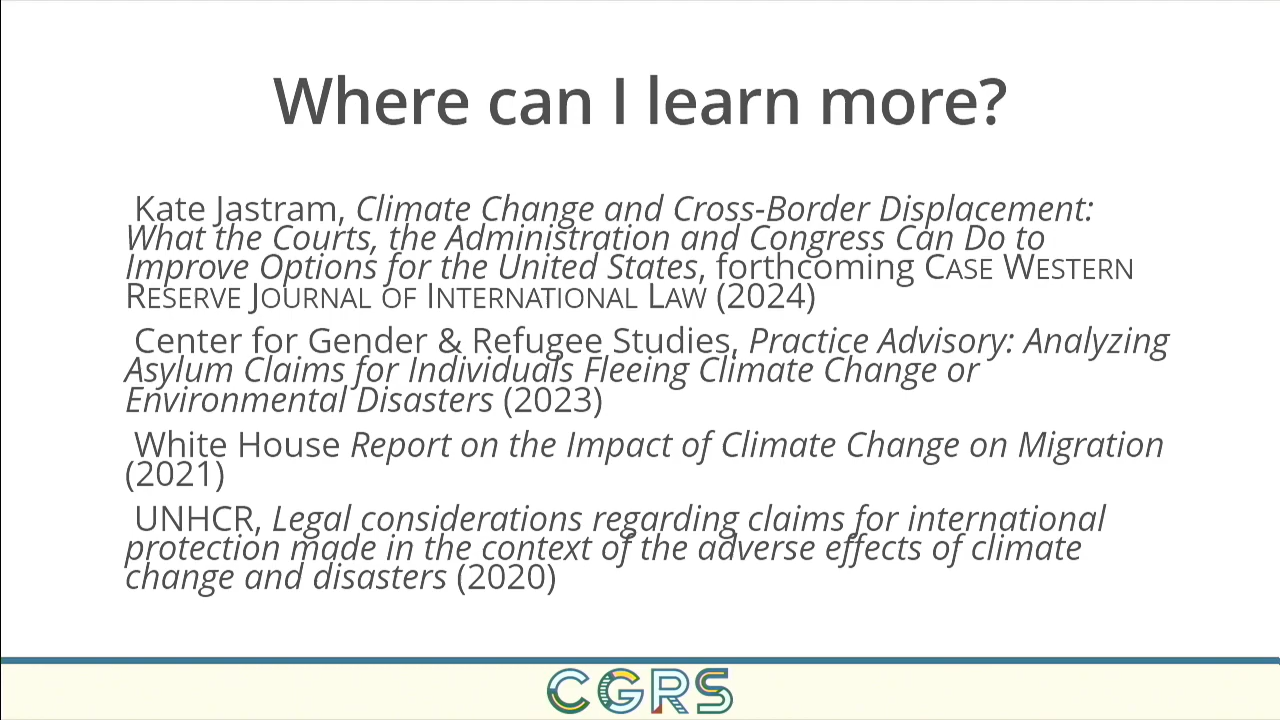 Where can I learn more?
Kate Jastram, Climate Change and Cross-Border Displacement:
What the Courts, the Administration and Congress Can Do to
Improve Options for the United States, forthcoming CASE WESTERN
RESERVE JOURNAL OF INTERNATIONAL LAW (2024)
Center for Gender & Refugee Studies, Practice Advisory: Analyzing
Asylum Claims for Individuals Fleeing Climate Change or
Environmental Disasters (2023)
White House Report on the Impact of Climate Change on Migration
(2021)
UNHCR, Legal considerations regarding claims for international
protection made in the context of the adverse effects of climate
change and disasters (2020)
CGRS